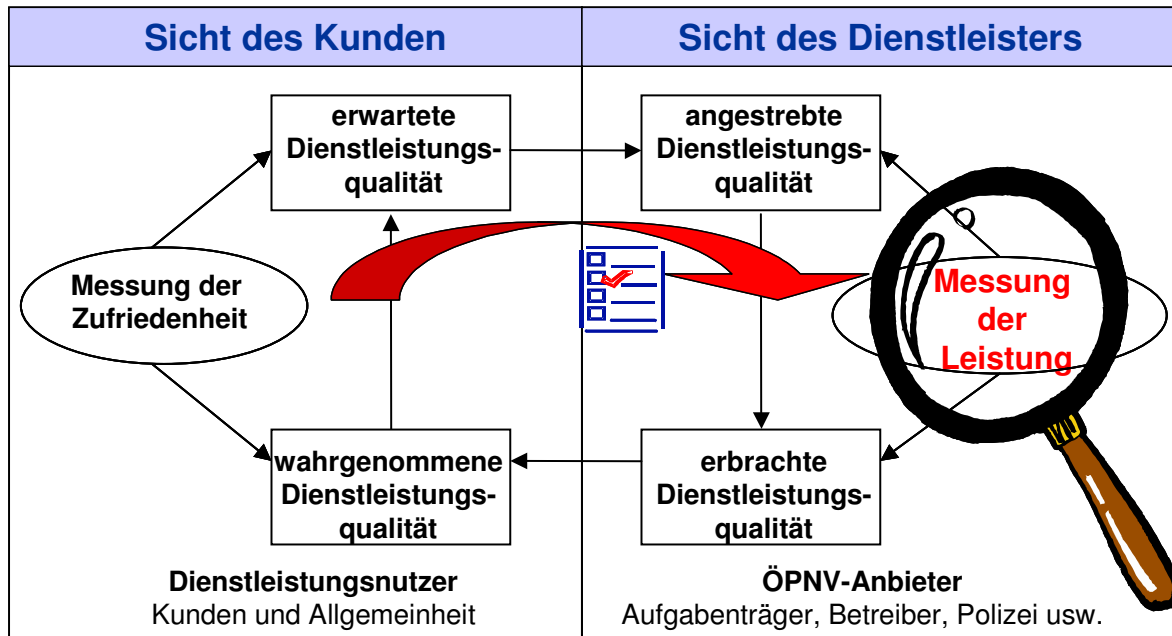 Sicht des Kunden
Sicht des Dienstleisters
erwartete
Dienstleistungs-
qualität
angestrebte
Dienstleistungs-
qualität
Messung der
Zufriedenheit
Messung
der
Leistung
wahrgenommene
Dienstleistungs-
qualität
erbrachte
Dienstleistungs-
qualität
Dienstleistungsnutzer
Kunden und Allgemeinheit
ÖPNV-Anbieter
Aufgabenträger, Betreiber, Polizei usw.